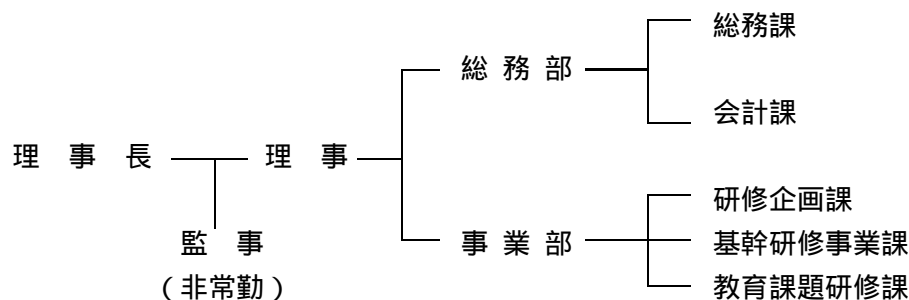 総務課
総務部
会計課
理事長 理事
研修企画課
監事 事業部 基幹研修事業課
(非常勤) 教育課題研修課